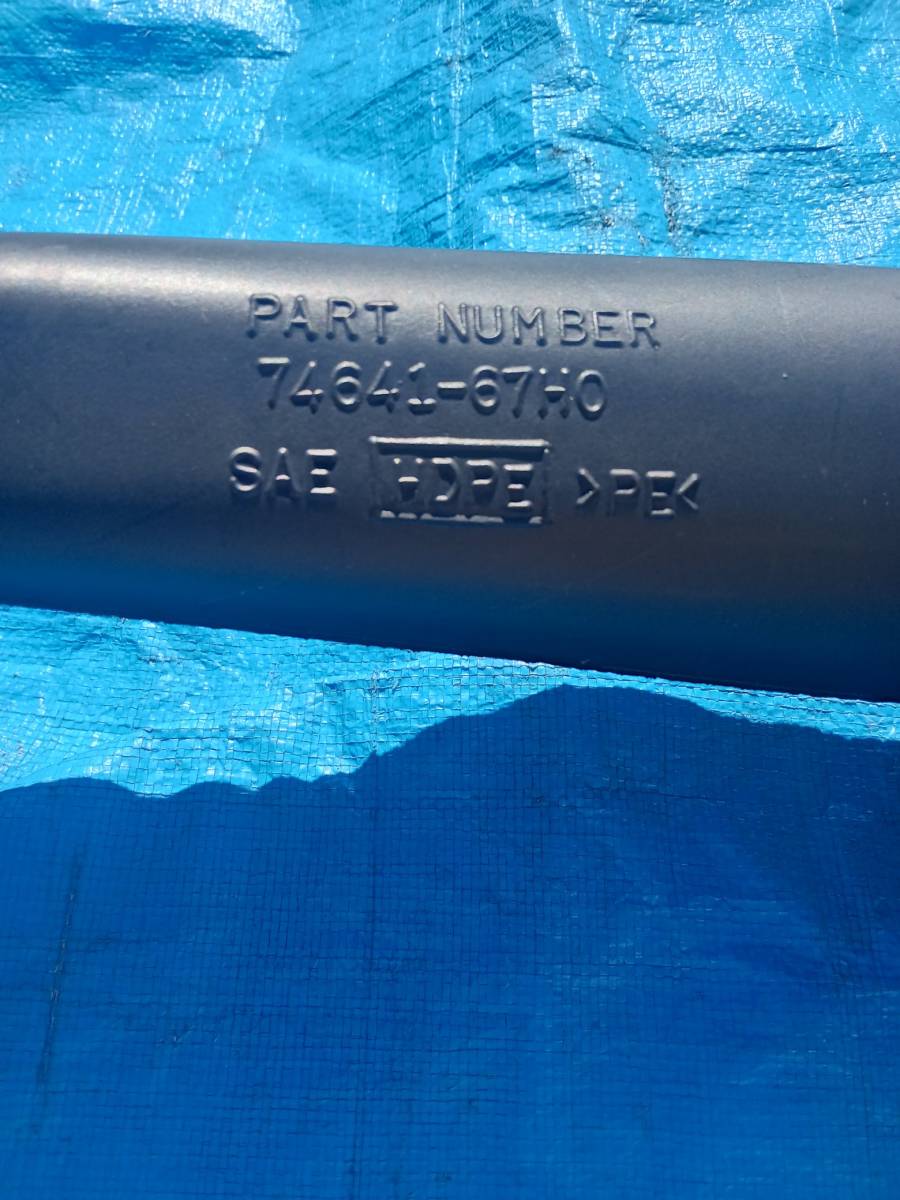 PART NUMBER
74641-67H0
SAE HDPE >PE<